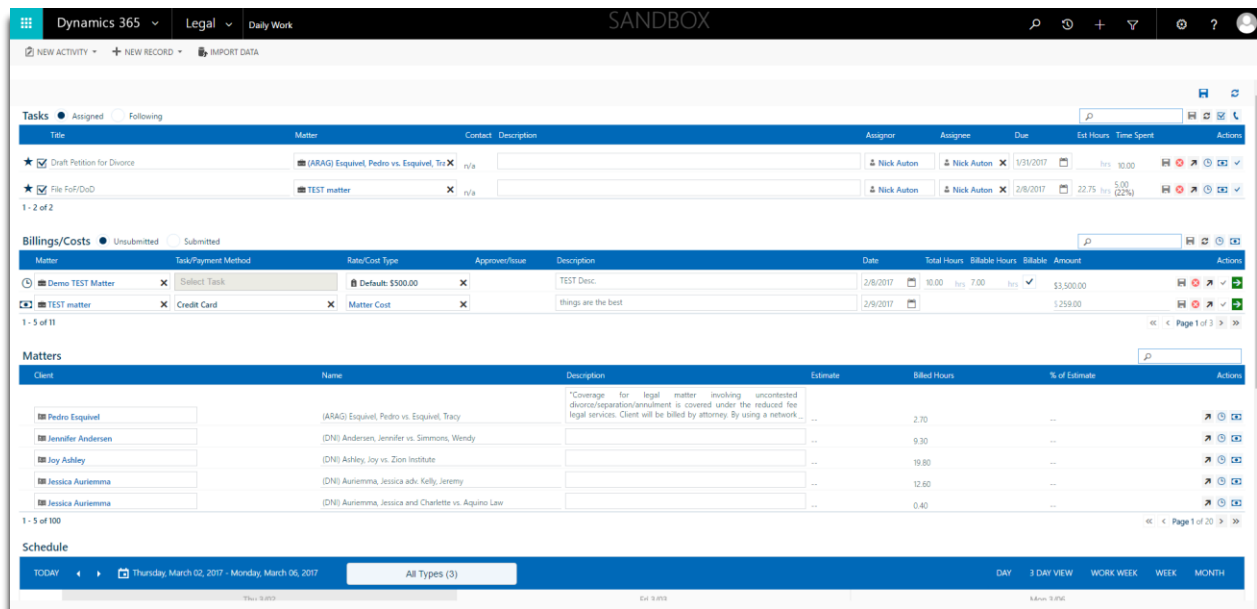 Dynamics 365 Legal Daily Work SANDBOX ?
NEW ACTIVITY + NEW RECORD IMPORT DATA
Tasks Assigned Following
Title Matter Contact Description Assignor Assignee Due Est Hours Time Spent Actions
Draft Petition for Divorce (ARAG) Esquivel, Pedro vs. Esquivel, Tra X n/a Nick Auton Nick Auton X 1/31/2017 hrs 10.00
File FoF/DoD TEST matter X n/a Nick Auton Nick Auton X 2/8/2017 22.75 hrs 5.00 (22%)
1 - 2 of 2
Billings/Costs Unsubmitted Submitted
Matter Task/Payment Method Rate/Cost Type Approver/Issue Description Date Total Hours Billable Hours Billable Amount Actions
Demo TEST Matter X Select Task Default: $500.00 X TEST Desc. 2/8/2017 10.00 hrs 7.00 hrs $3,500.00
TEST matter X Credit Card X Matter Cost X things are the best 2/9/2017 $259.00
1 - 5 of 11 << < Page 1 of 3 > >>
Matters
Client Name Description Estimate Billed Hours % of Estimate Actions
"Coverage for legal matter involving uncontested
divorce/separation/annulment is covered under the reduced fee
Pedro Esquivel (ARAG) Esquivel, Pedro vs. Esquivel, Tracy legal services. Client will be billed by attorney. By using a network ... -- 2.70 --
Jennifer Andersen (DNI) Andersen, Jennifer vs. Simmons, Wendy -- 9.30 --
Joy Ashley (DNI) Ashley, Joy vs. Zion Institute -- 19.80 --
Jessica Auriemma (DNI) Auriemma, Jessica adv. Kelly, Jeremy -- 12.60 --
Jessica Auriemma (DNI) Auriemma, Jessica and Charlette vs. Aquino Law -- 0.40 --
1 - 5 of 100 << < Page 1 of 20 > >>
Schedule
TODAY Thursday, March 02, 2017 - Monday, March 06, 2017 All Types (3) DAY 3 DAY VIEW WORK WEEK WEEK MONTH
Thu 3/02 Fri 3/03 Mon 3/06